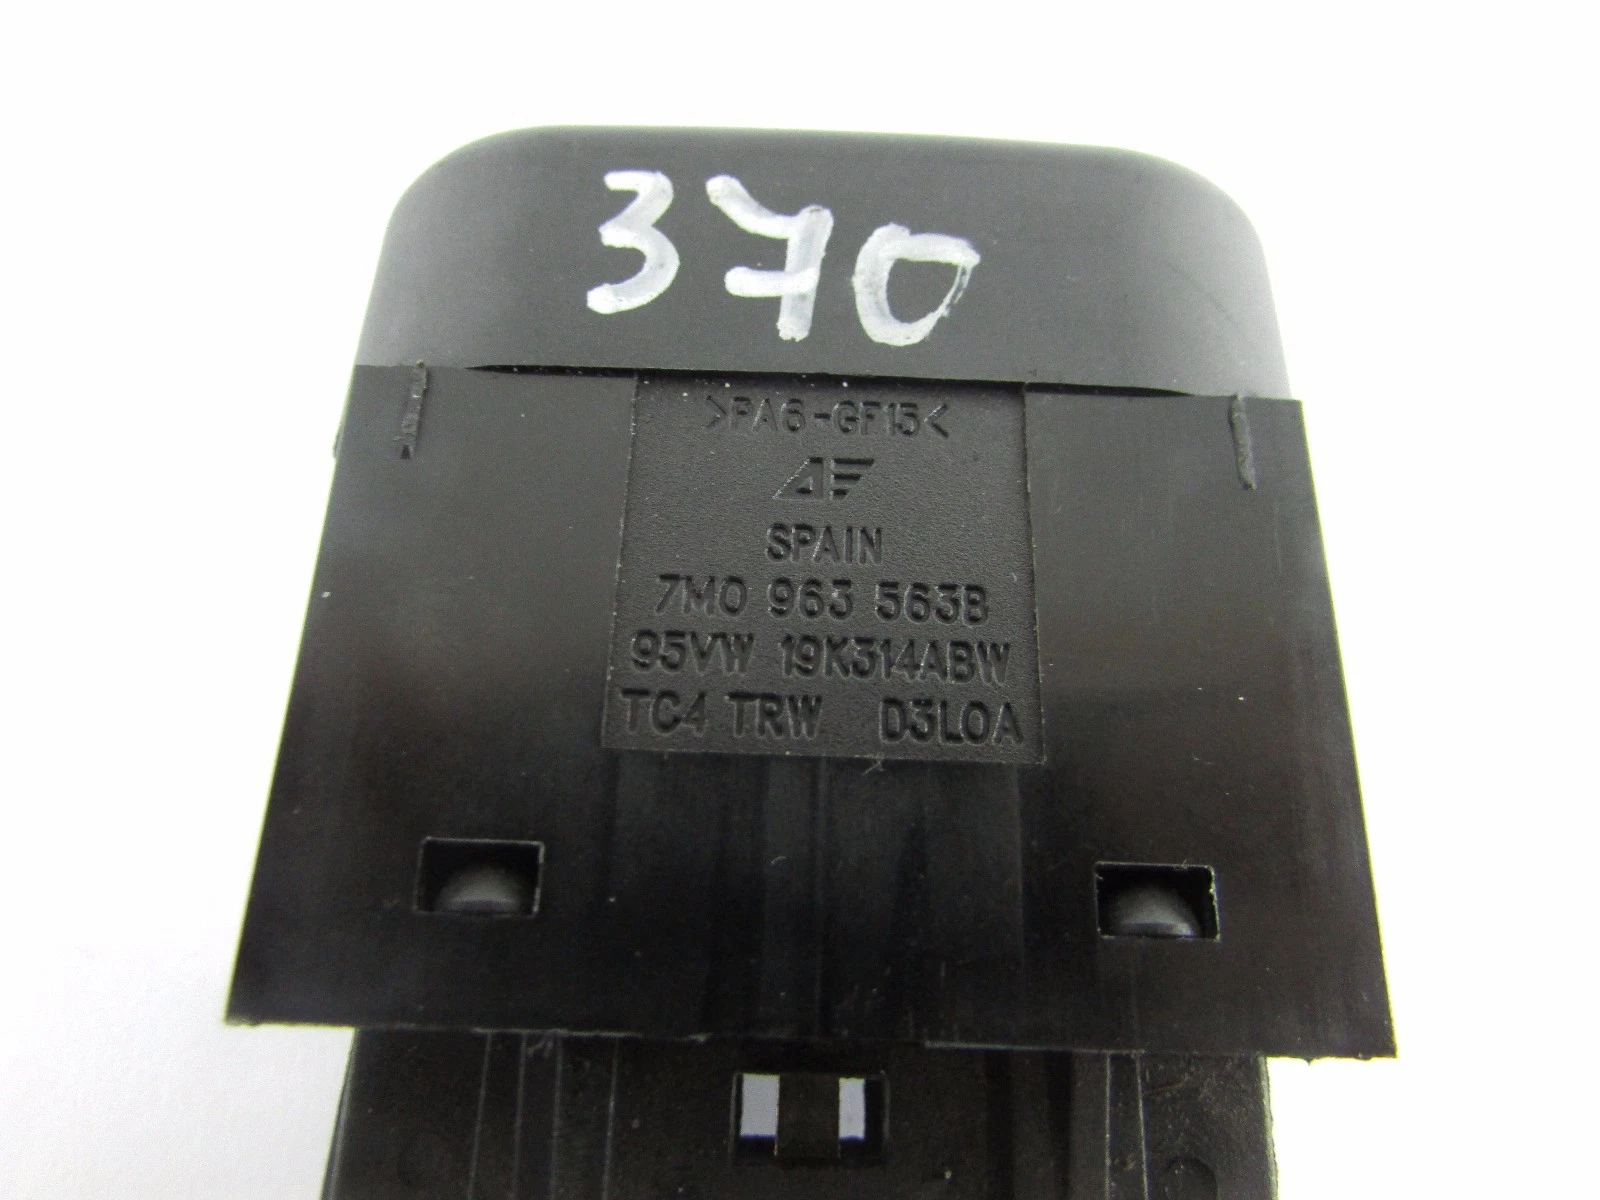 370
>PA6-GF15<
SPAIN
7M0 963 563B
95VW 19K314ABW
TC4 TRW D3L0A